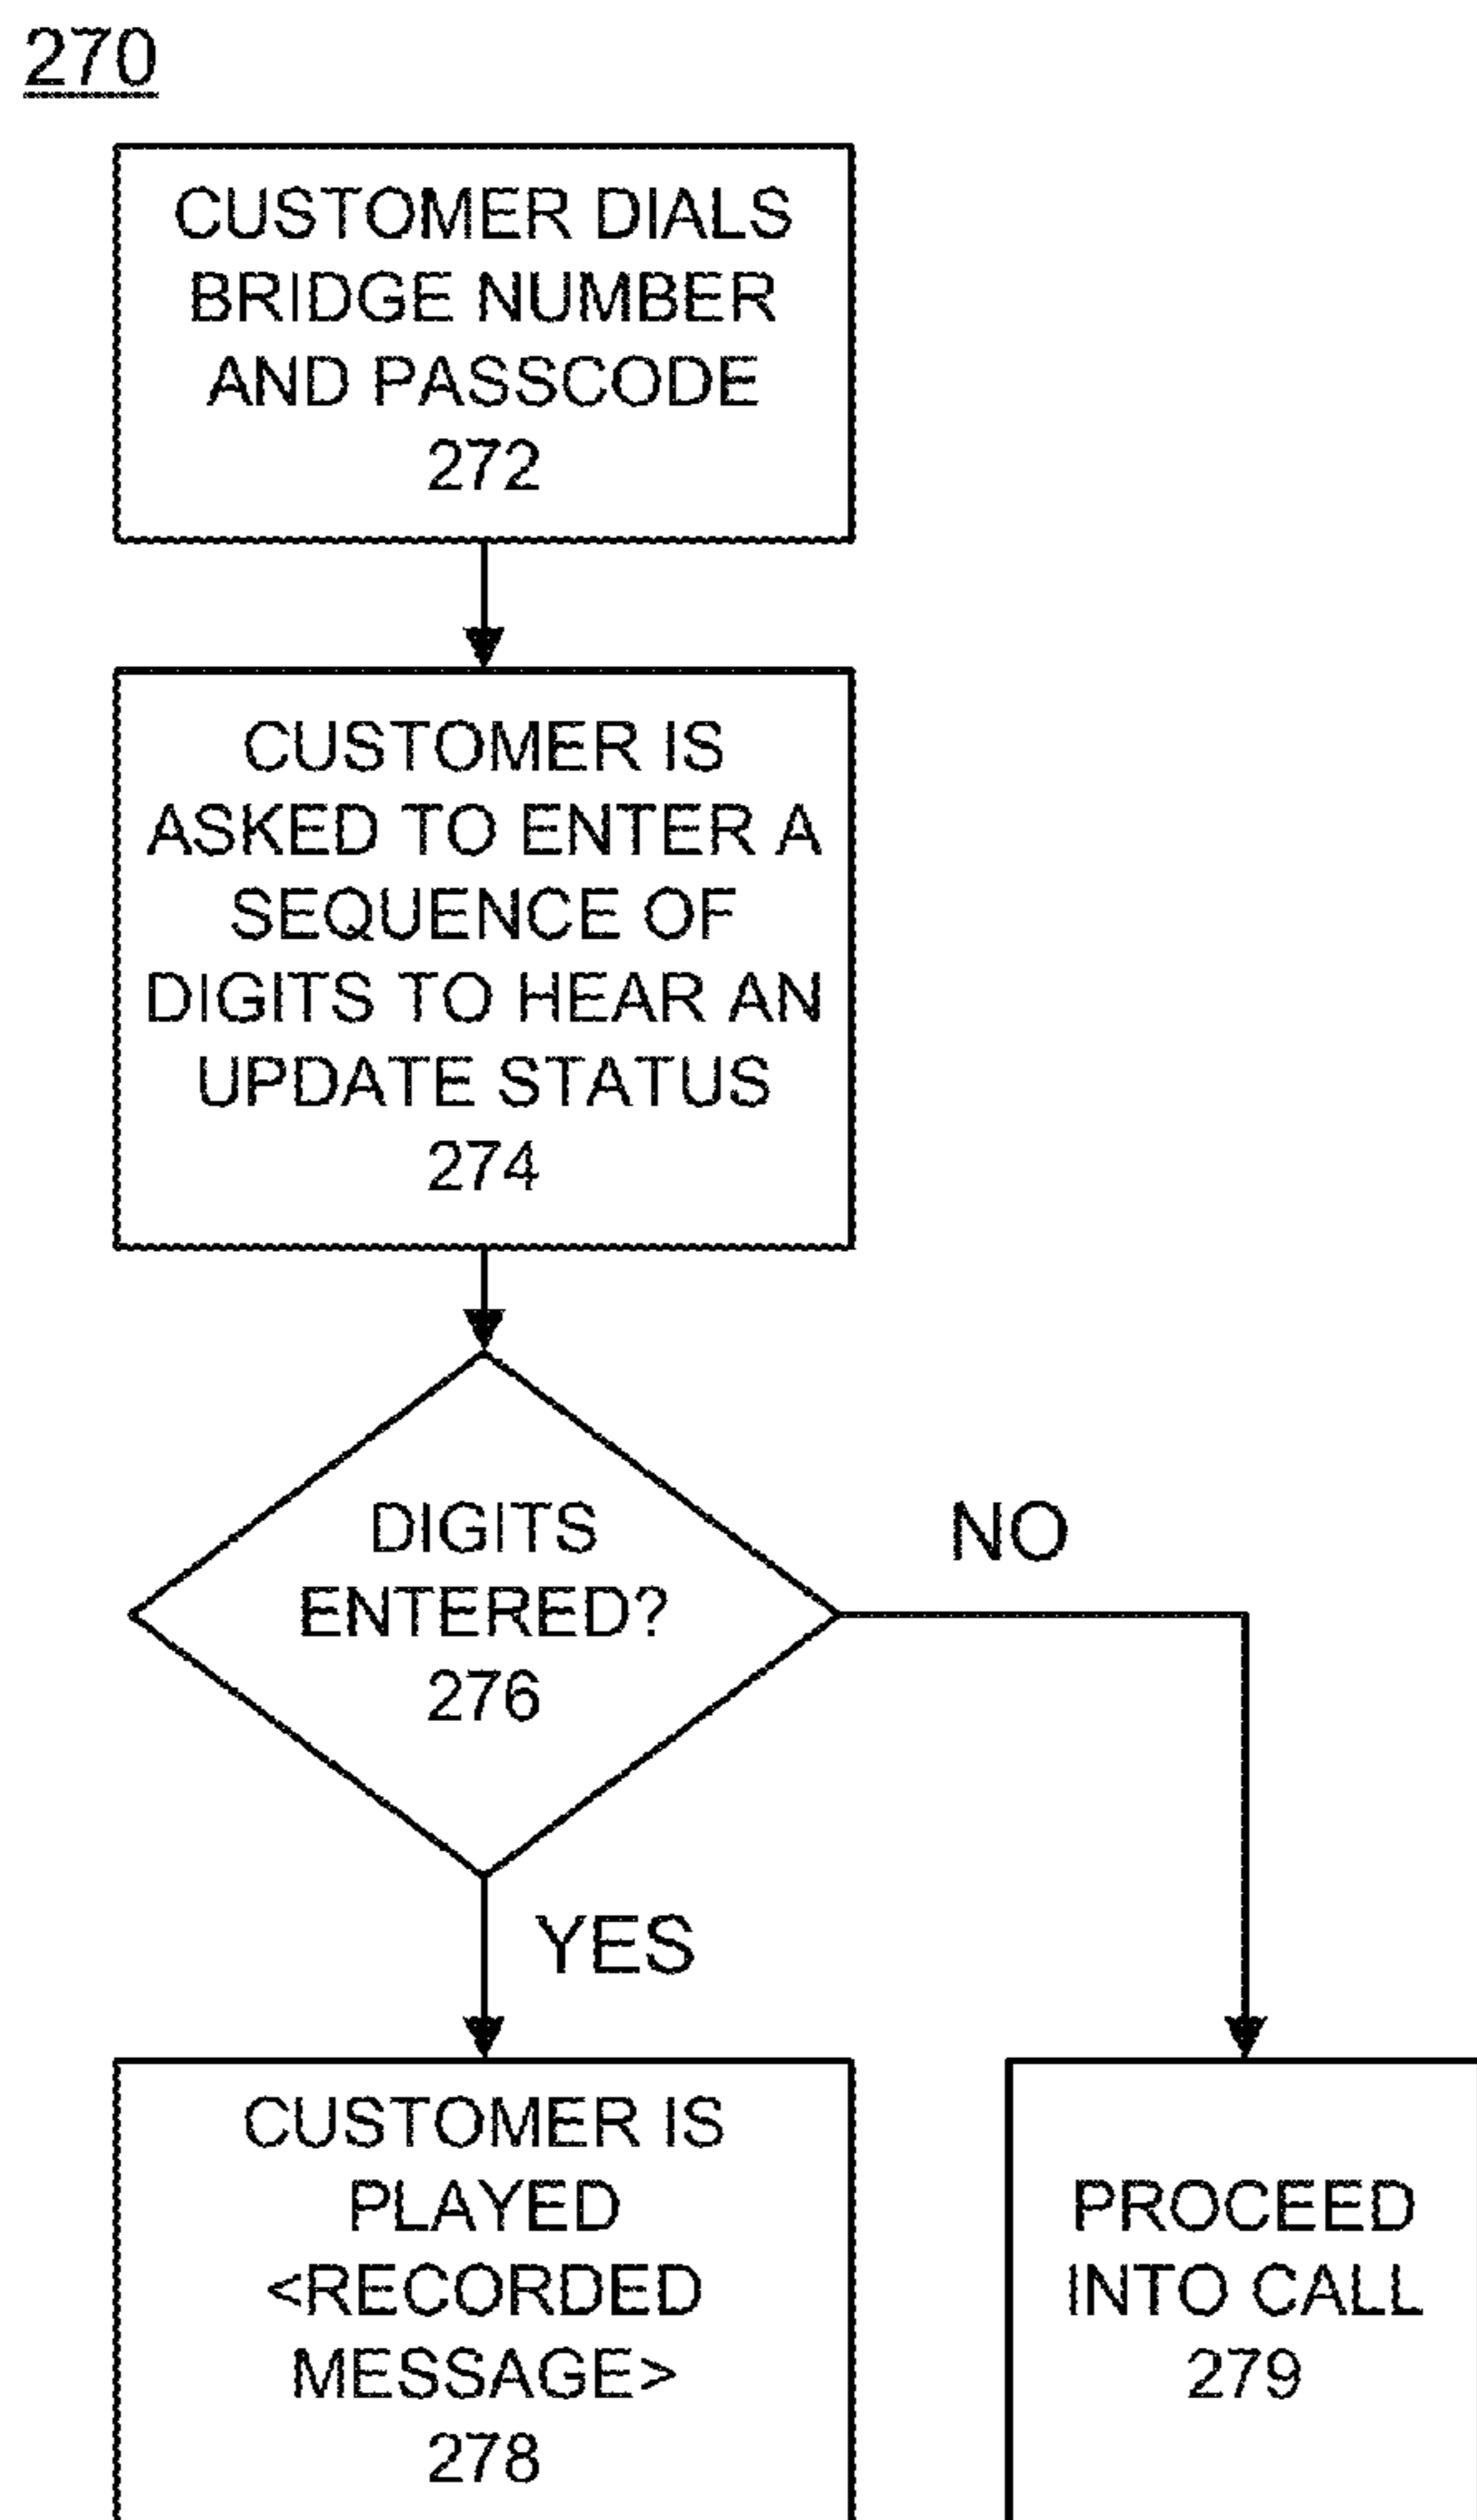 270
CUSTOMER DIALS
BRIDGE NUMBER
AND PASSCODE
272
CUSTOMER IS
ASKED TO ENTER A
SEQUENCE OF
DIGITS TO HEAR AN
UPDATE STATUS
274
DIGITS
ENTERED?
276
NO
YES
CUSTOMER IS
PLAYED
<RECORDED
MESSAGE>
278
PROCEED
INTO CALL
279